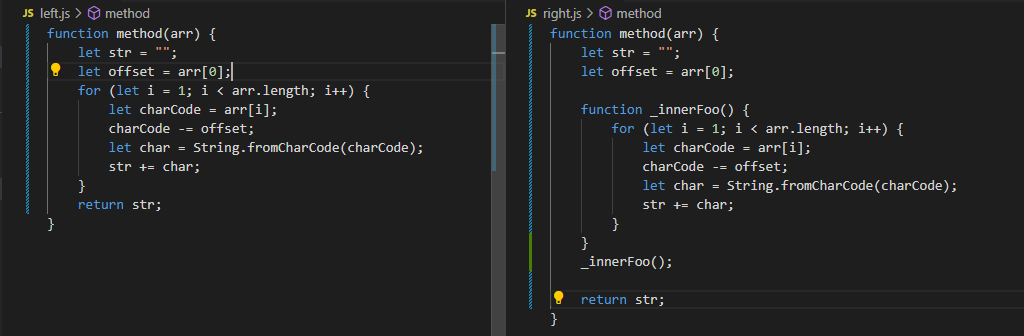 JS left.js > method
function method(arr) {
    let str = "";
    let offset = arr[0];
    for (let i = 1; i < arr.length; i++) {
        let charCode = arr[i];
        charCode -= offset;
        let char = String.fromCharCode(charCode);
        str += char;
    }
    return str;
}
JS right.js > method
function method(arr) {
    let str = "";
    let offset = arr[0];

    function _innerFoo() {
        for (let i = 1; i < arr.length; i++) {
            let charCode = arr[i];
            charCode -= offset;
            let char = String.fromCharCode(charCode);
            str += char;
        }
    }
    _innerFoo();

    return str;
}